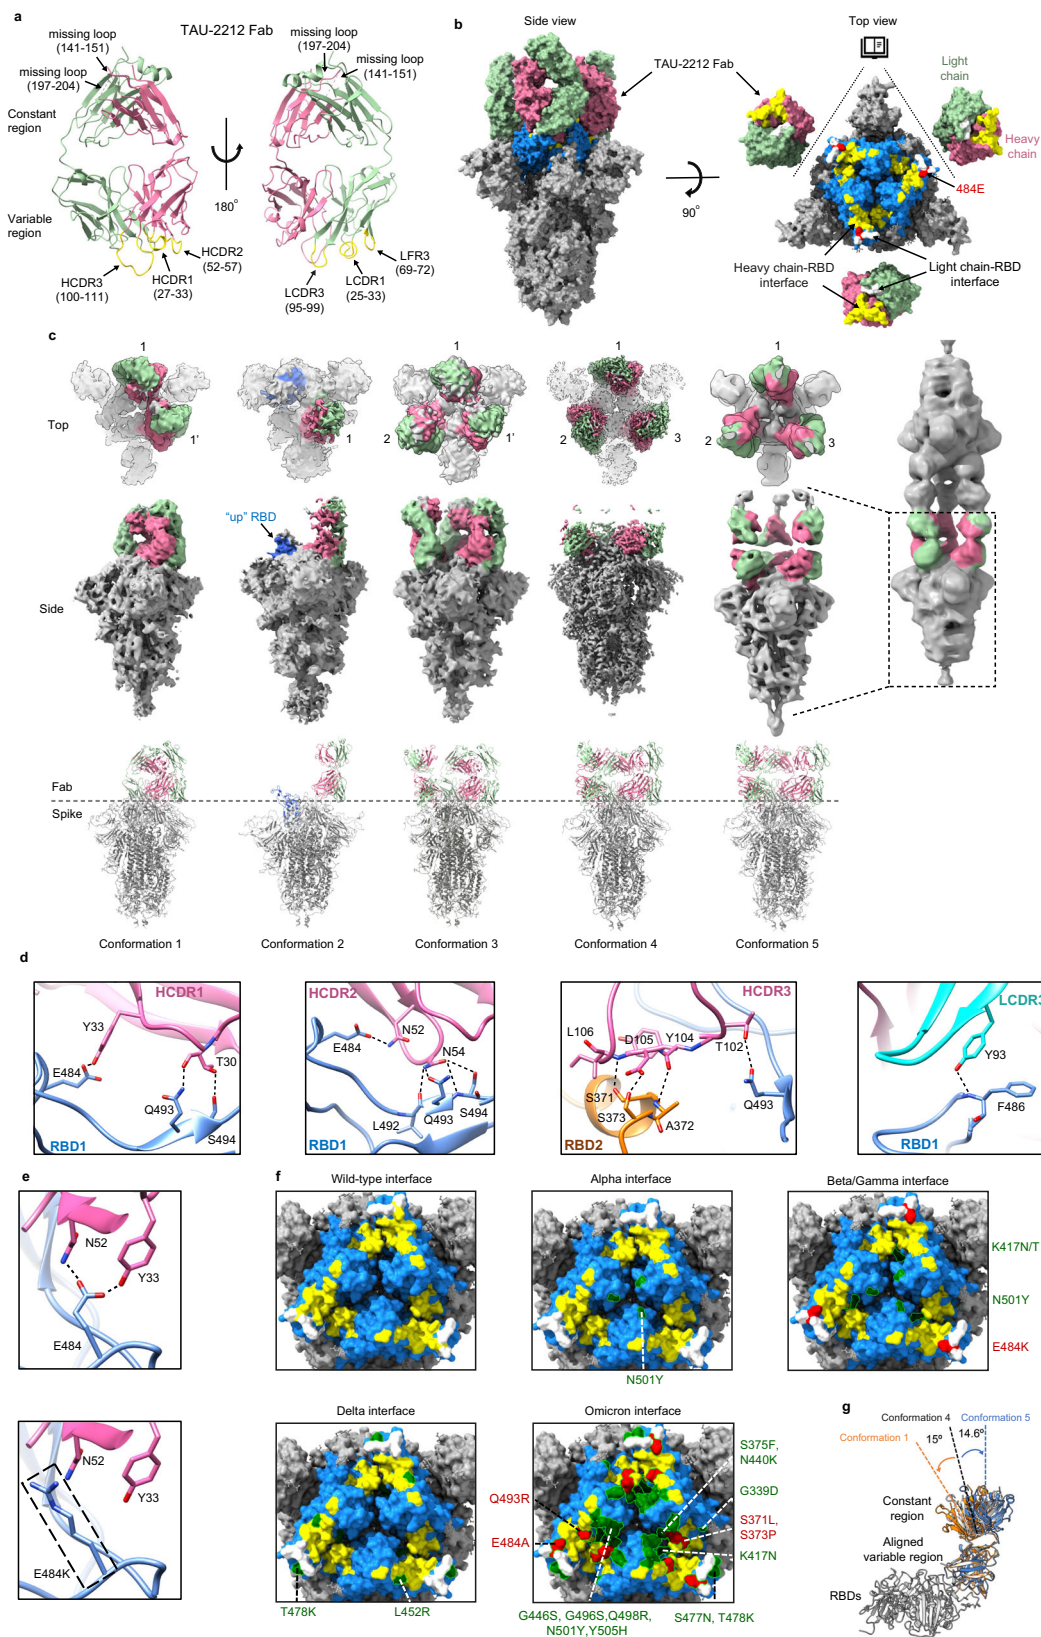 a
TAU-2212 Fab
missing loop
(141-151)
missing loop
(197-204)
missing loop
(197-204)
missing loop
(141-151)
Constant
region
Variable
region
180°
HCDR3
(100-111)
HCDR1
(27-33)
HCDR2
(52-57)
LCDR3
(95-99)
LCDR1
(25-33)
LFR3
(69-72)
b
Side view
Top view
TAU-2212 Fab
Light
chain
Heavy
chain
484E
90°
Heavy chain-RBD
interface
Light chain-RBD
interface
c
Top
1
1'
1
1
2
1'
1
2
3
1
2
3
Side
"up" RBD
Fab
Spike
Conformation 1
Conformation 2
Conformation 3
Conformation 4
Conformation 5
d
HCDR1
Y33
E484
T30
Q493
S494
RBD1
HCDR2
E484
N52
N54
L492
Q493
S494
RBD1
HCDR3
L106
D105
Y104
T102
S371
S373
A372
Q493
RBD2
LCDR3
Y93
F486
RBD1
e
N52
Y33
E484
N52
Y33
E484K
f
Wild-type interface
Alpha interface
N501Y
Beta/Gamma interface
K417N/T
N501Y
E484K
Delta interface
T478K
L452R
Omicron interface
Q493R
E484A
S375F,
N440K
G339D
S371L,
S373P
K417N
G446S, G496S,Q498R,
N501Y,Y505H
S477N, T478K
g
Conformation 4
Conformation 5
Conformation 1
15°
14.6°
Constant
region
Aligned
variable region
RBDs